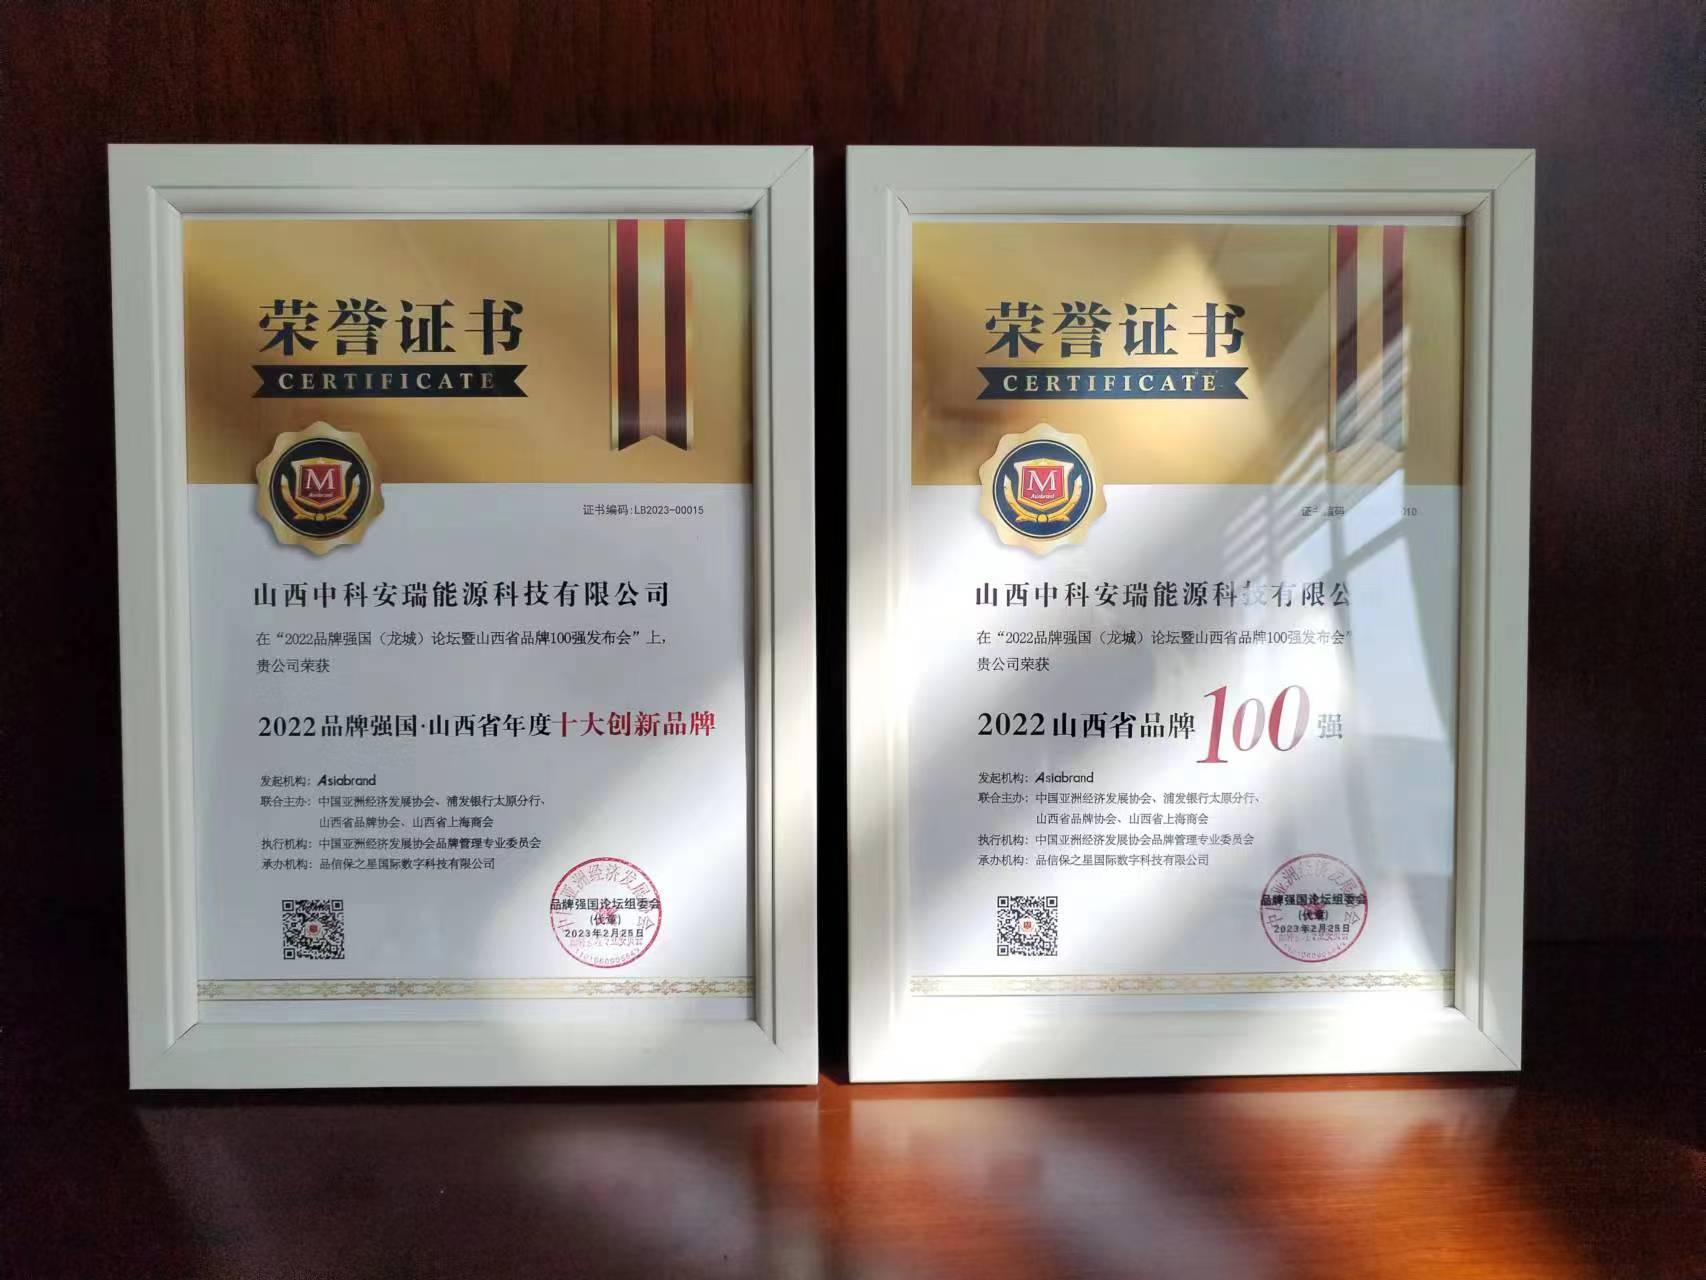 荣誉证书
CERTIFICATE
M
Asiabrand
证书编码:LB2023-00015
山西中科安瑞能源科技有限公司
在“2022品牌强国（龙城）论坛暨山西省品牌100强发布会”上,
贵公司荣获
2022品牌强国·山西省年度十大创新品牌
发起机构: Asiabrand
联合主办: 中国亚洲经济发展协会、浦发银行太原分行、
山西省品牌协会、山西省上海商会
执行机构: 中国亚洲经济发展协会品牌管理专业委员会
承办机构: 品信保之星国际数字科技有限公司
品牌强国论坛组委会
(代章)
2023年2月25日
荣誉证书
CERTIFICATE
M
Asiabrand
证书编码
010
山西中科安瑞能源科技有限公
在“2022品牌强国（龙城）论坛暨山西省品牌100强发布会”
贵公司荣获
2022山西省品牌100强
发起机构: Asiabrand
联合主办: 中国亚洲经济发展协会、浦发银行太原分行、
山西省品牌协会、山西省上海商会
执行机构: 中国亚洲经济发展协会品牌管理专业委员会
承办机构: 品信保之星国际数字科技有限公司
品牌强国论坛组委会
(代章)
2023年2月25日